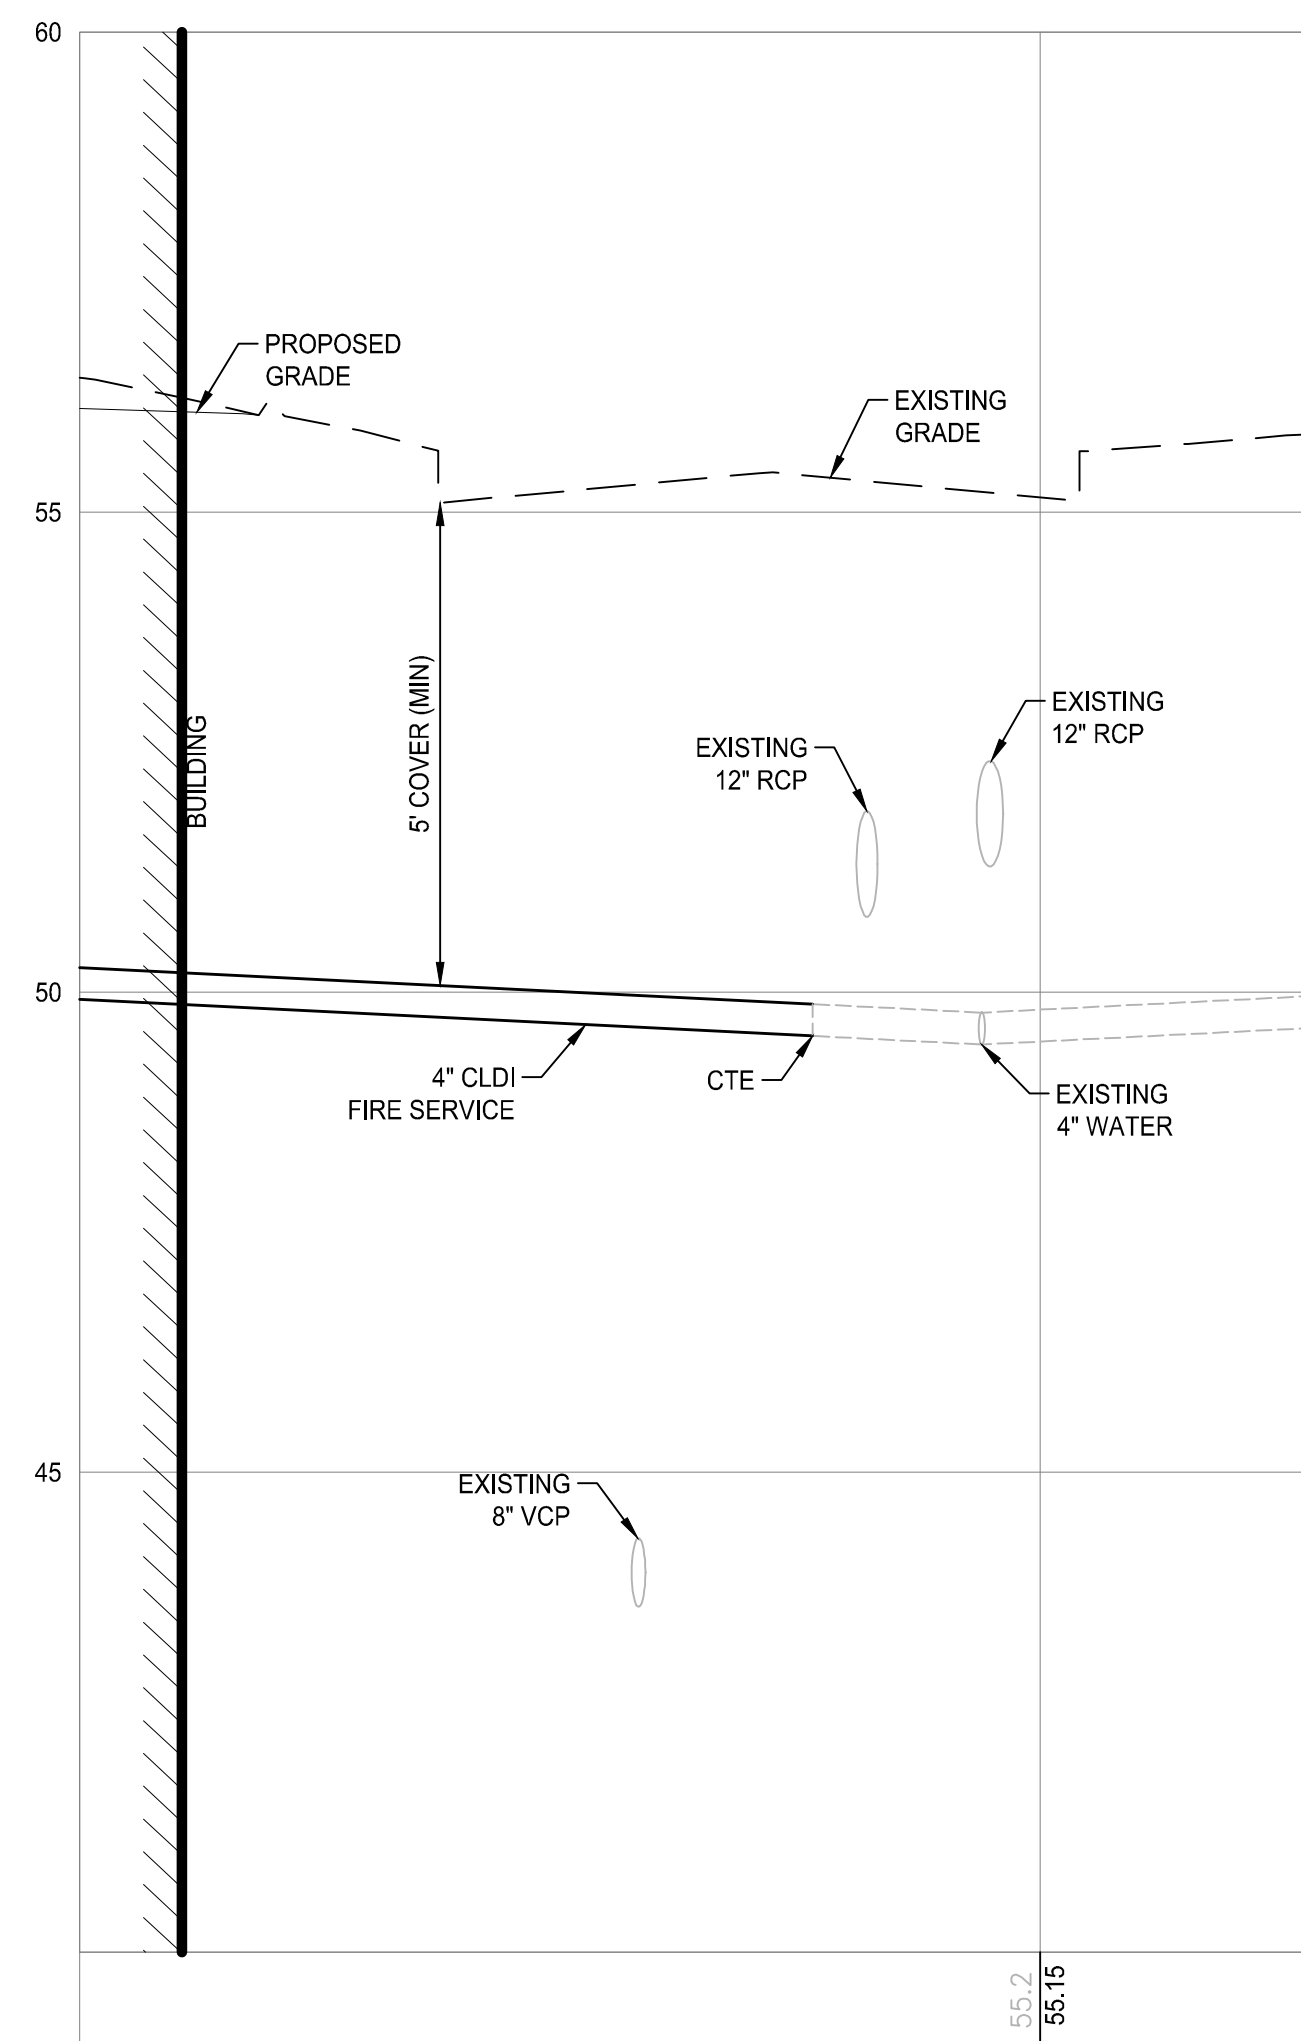 60
PROPOSED
GRADE
EXISTING
GRADE
55
5' COVER (MIN)
BUILDING
EXISTING
12" RCP
EXISTING
12" RCP
50
4" CLDI
FIRE SERVICE
CTE
EXISTING
4" WATER
45
EXISTING
8" VCP
55.2
55.15